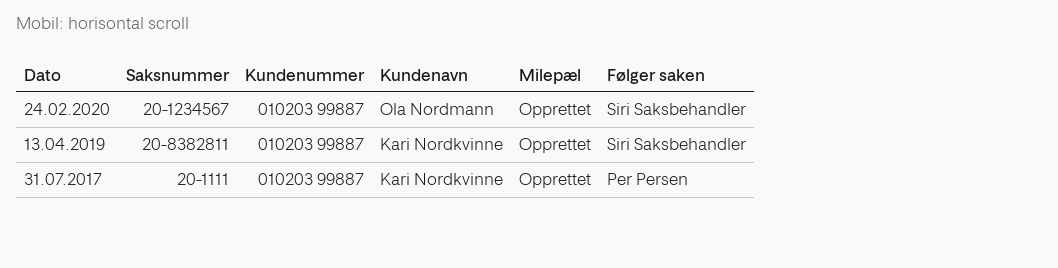 Mobil: horisontal scroll
Dato Saksnummer Kundenummer Kundenavn Milepæl Følger saken
24.02.2020 20-1234567 010203 99887 Ola Nordmann Opprettet Siri Saksbehandler
13.04.2019 20-8382811 010203 99887 Kari Nordkvinne Opprettet Siri Saksbehandler
31.07.2017 20-1111 010203 99887 Kari Nordkvinne Opprettet Per Persen